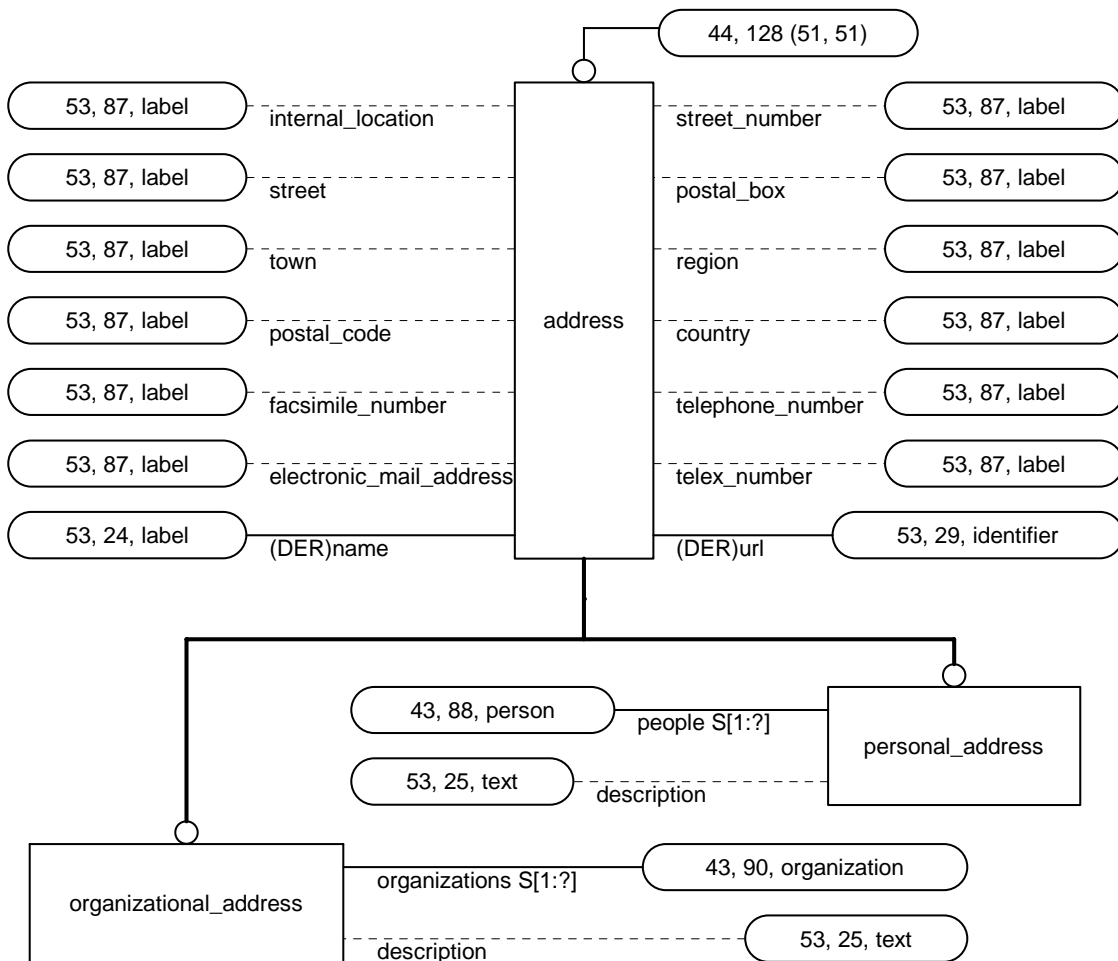 44, 128 (51, 51)
53, 87, label
internal_location
street_number
53, 87, label
53, 87, label
street
postal_box
53, 87, label
53, 87, label
town
region
53, 87, label
53, 87, label
postal_code
address
country
53, 87, label
53, 87, label
facsimile_number
telephone_number
53, 87, label
53, 87, label
electronic_mail_address
telex_number
53, 87, label
53, 24, label
(DER)name
(DER)url
53, 29, identifier
43, 88, person
people S[1:?]
personal_address
53, 25, text
description
organizational_address
organizations S[1:?]
43, 90, organization
description
53, 25, text